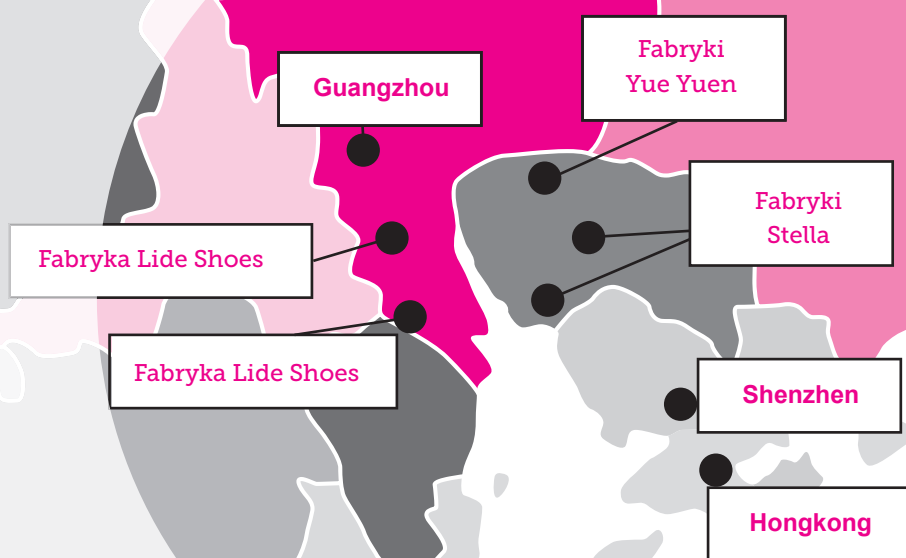 Guangzhou
Fabryki
Yue Yuen
Fabryki
Stella
Fabryka Lide Shoes
Fabryka Lide Shoes
Shenzhen
Hongkong